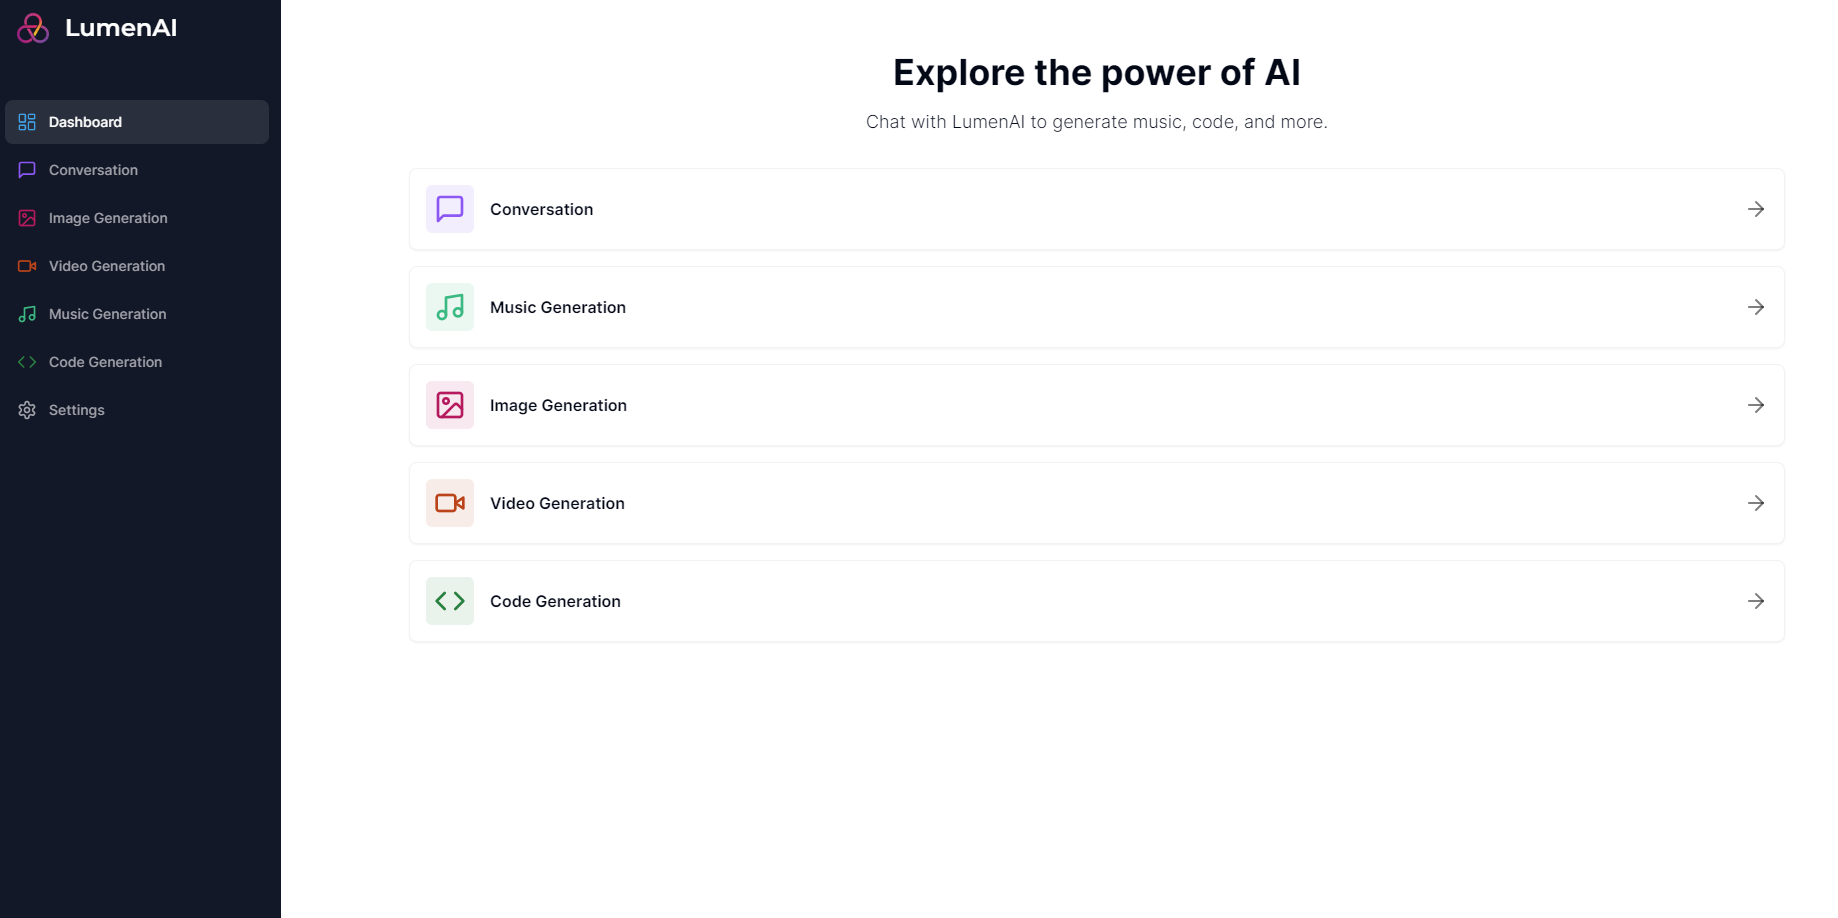 LumenAI
Dashboard
Conversation
Image Generation
Video Generation
Music Generation
Code Generation
Settings
Explore the power of AI
Chat with LumenAI to generate music, code, and more.
Conversation
Music Generation
Image Generation
Video Generation
Code Generation